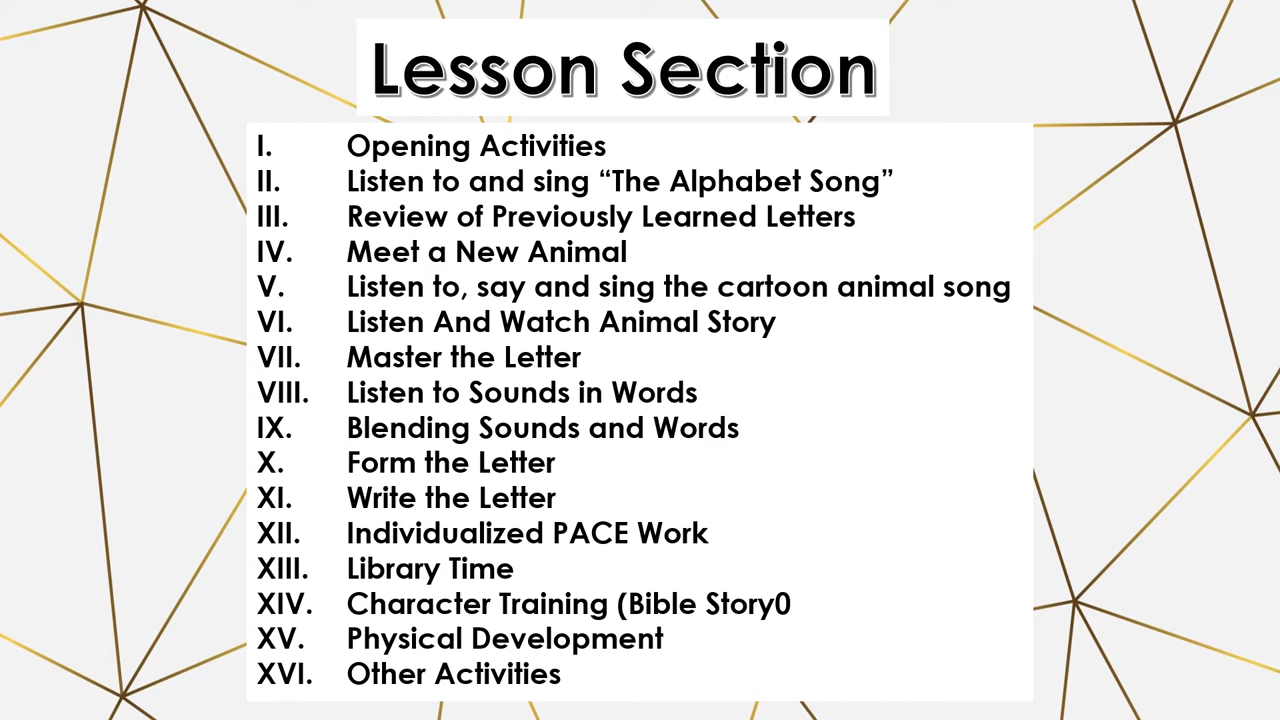 Lesson Section
I. Opening Activities
II. Listen to and sing “The Alphabet Song”
III. Review of Previously Learned Letters
IV. Meet a New Animal
V. Listen to, say and sing the cartoon animal song
VI. Listen And Watch Animal Story
VII. Master the Letter
VIII. Listen to Sounds in Words
IX. Blending Sounds and Words
X. Form the Letter
XI. Write the Letter
XII. Individualized PACE Work
XIII. Library Time
XIV. Character Training (Bible Story0
XV. Physical Development
XVI. Other Activities